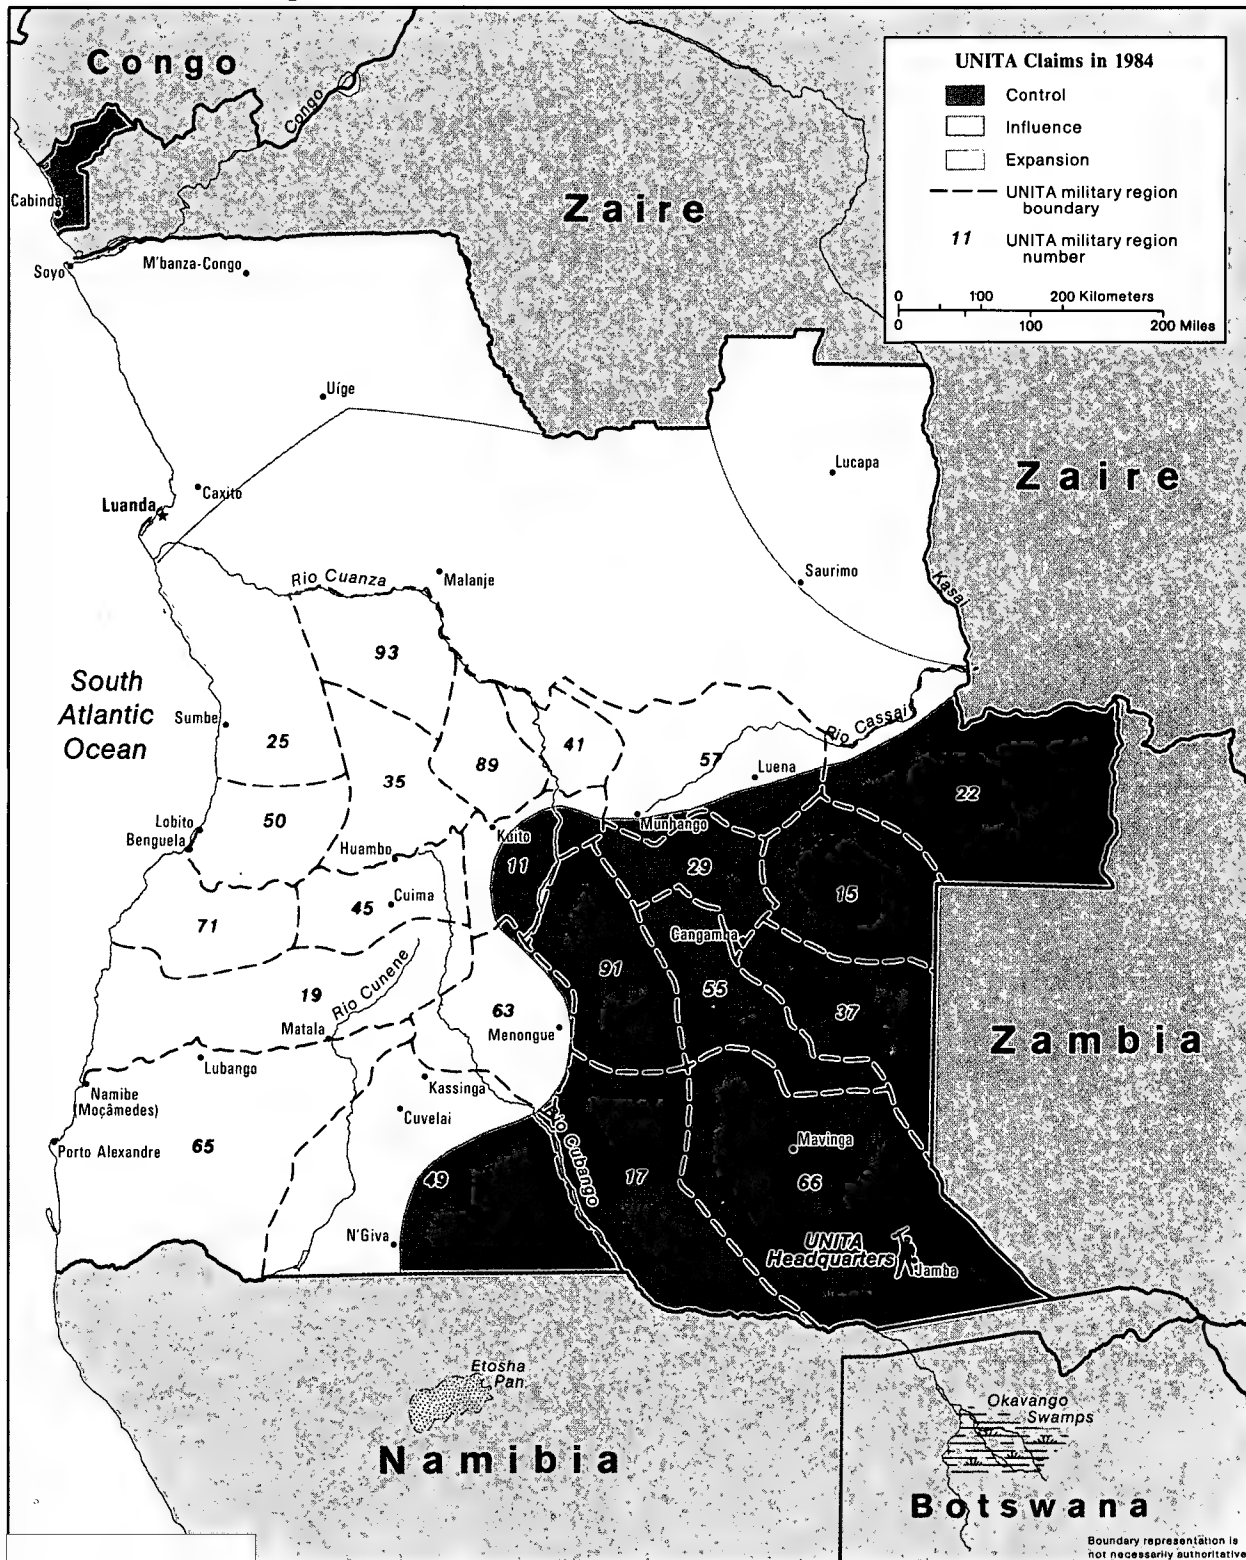 Congo
Congo
Cabinda
Soyo
M'banza-Congo
Zaire
UNITA Claims in 1984
Control
Influence
Expansion
UNITA military region
boundary
11 UNITA military region
number
0 100 200 Kilometers
0 100 200 Miles
Uíge
Caxito
Luanda
Lucapa
Zaire
Saurimo
Kasai
Rio Cuanza
Malanje
93
South
Atlantic
Ocean
Sumbe
25
35
89
41
57
Rio Cassai
Luena
22
50
Lobito
Benguela
Huambo
Kuito
Munhango
11
29
15
71
45
Cuima
Cangamba
91
55
37
19
Rio Cunene
63
Matala
Menongue
Zambia
Lubango
Namibe
(Moçâmedes)
Kassinga
Cuvelai
Porto Alexandre
65
Rio Cubango
Mavinga
49
17
66
N'Giva
UNITA
Headquarters
Jamba
Etosha
Pan
Namibia
Okavango
Swamps
Botswana
Boundary representation is
not necessarily authoritative